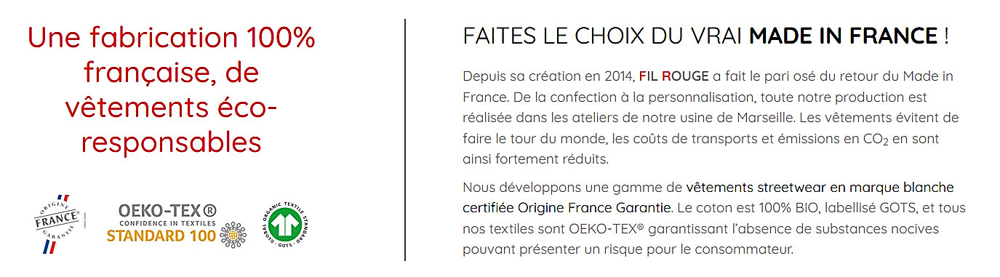 Une fabrication 100%
française, de
vêtements éco-
responsables
ORIGINE
FRANCE®
GARANTIE
OEKO-TEX®
CONFIDENCE IN TEXTILES
STANDARD 100
GLOBAL ORGANIC TEXTILE STANDARD · GOTS ·
FAITES LE CHOIX DU VRAI MADE IN FRANCE !
Depuis sa création en 2014, FIL ROUGE a fait le pari osé du retour du Made in
France. De la confection à la personnalisation, toute notre production est
réalisée dans les ateliers de notre usine de Marseille. Les vêtements évitent de
faire le tour du monde, les coûts de transports et émissions en CO₂ en sont
ainsi fortement réduits.
Nous développons une gamme de vêtements streetwear en marque blanche
certifiée Origine France Garantie. Le coton est 100% BIO, labellisé GOTS, et tous
nos textiles sont OEKO-TEX® garantissant l’absence de substances nocives
pouvant présenter un risque pour le consommateur.